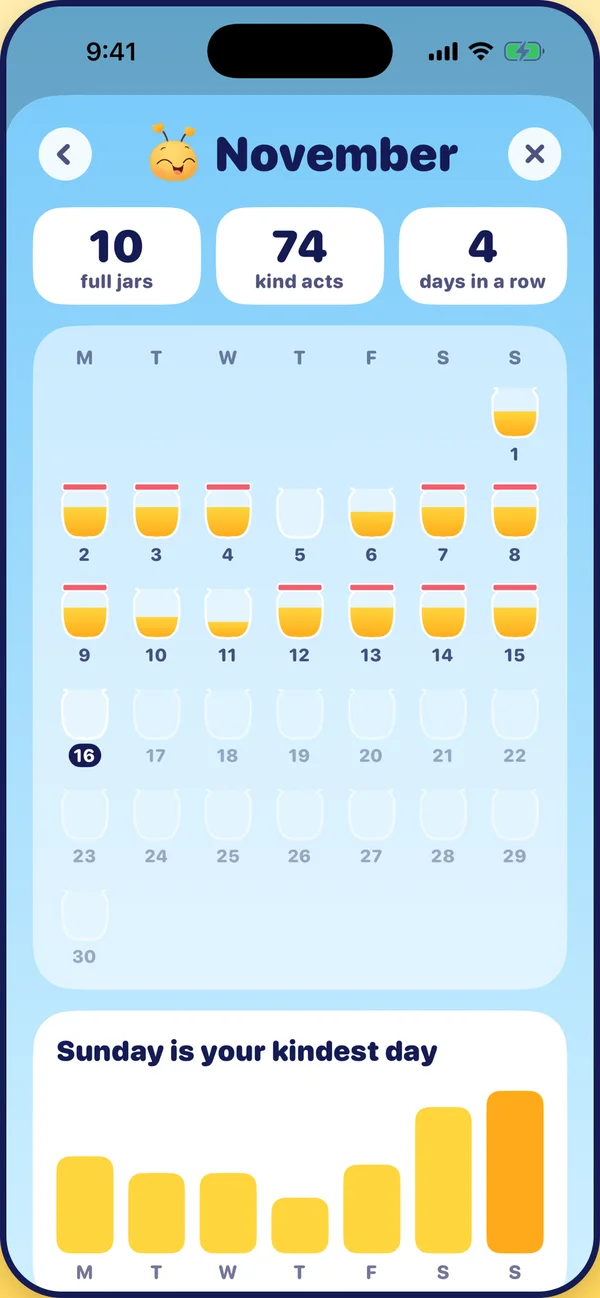 9:41
November
10 74 4
full jars kind acts days in a row
M T W T F S S
1
2 3 4 5 6 7 8
9 10 11 12 13 14 15
16 17 18 19 20 21 22
23 24 25 26 27 28 29
30
Sunday is your kindest day
M T W T F S S